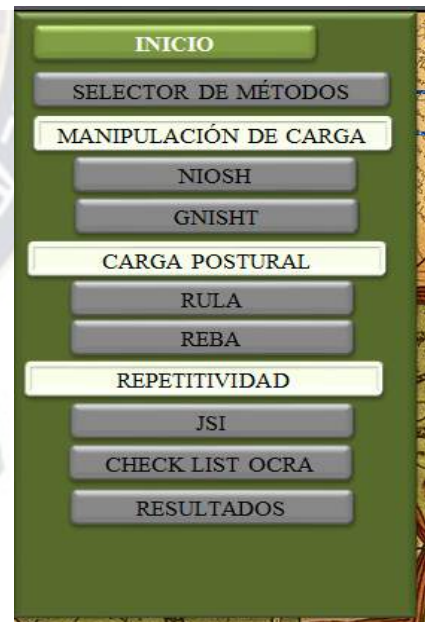 INICIO
SELECTOR DE MÉTODOS
MANIPULACIÓN DE CARGA
NIOSH
GNISHT
CARGA POSTURAL
RULA
REBA
REPETITIVIDAD
JSI
CHECK LIST OCRA
RESULTADOS